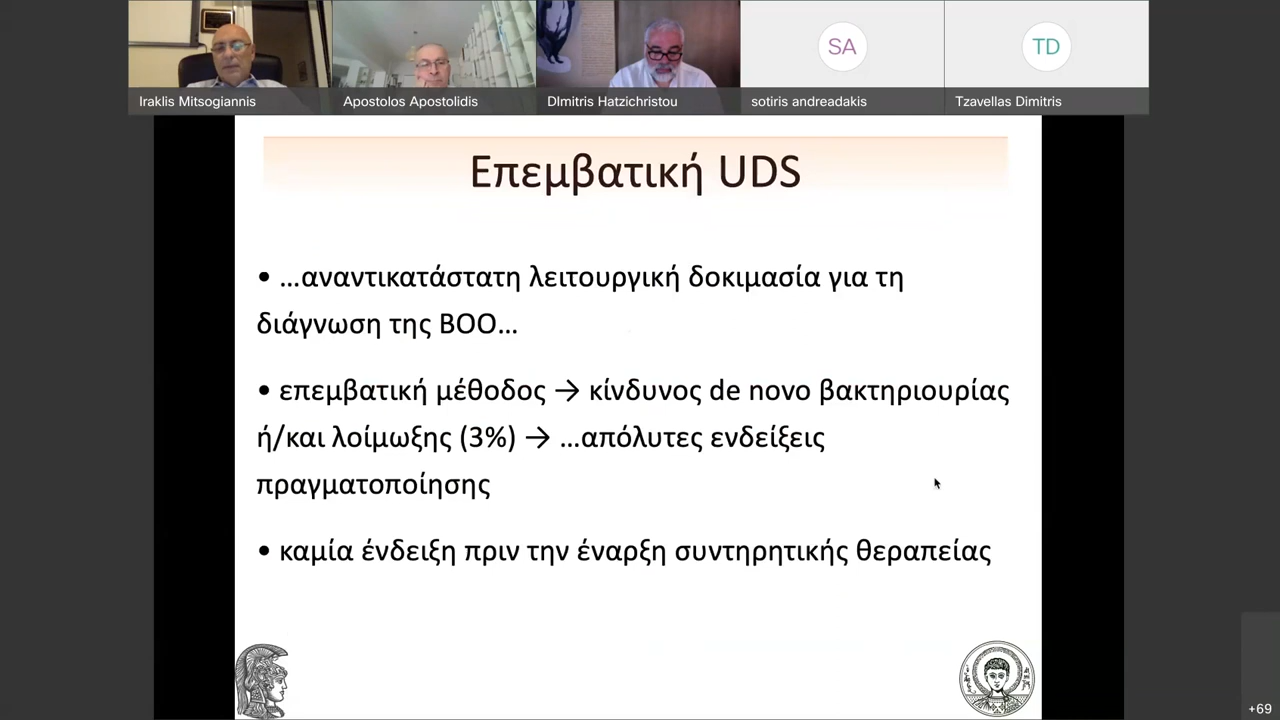 SA
TD
Iraklis Mitsogiannis
Apostolos Apostolidis
DImitris Hatzichristou
sotiris andreadakis
Tzavellas Dimitris
Επεμβατική UDS
• ...αναντικατάστατη λειτουργική δοκιμασία για τη
διάγνωση της ΒΟΟ...
• επεμβατική μέθοδος → κίνδυνος de novo βακτηριουρίας
ή/και λοίμωξης (3%) → ...απόλυτες ενδείξεις
πραγματοποίησης
• καμία ένδειξη πριν την έναρξη συντηρητικής θεραπείας
+69